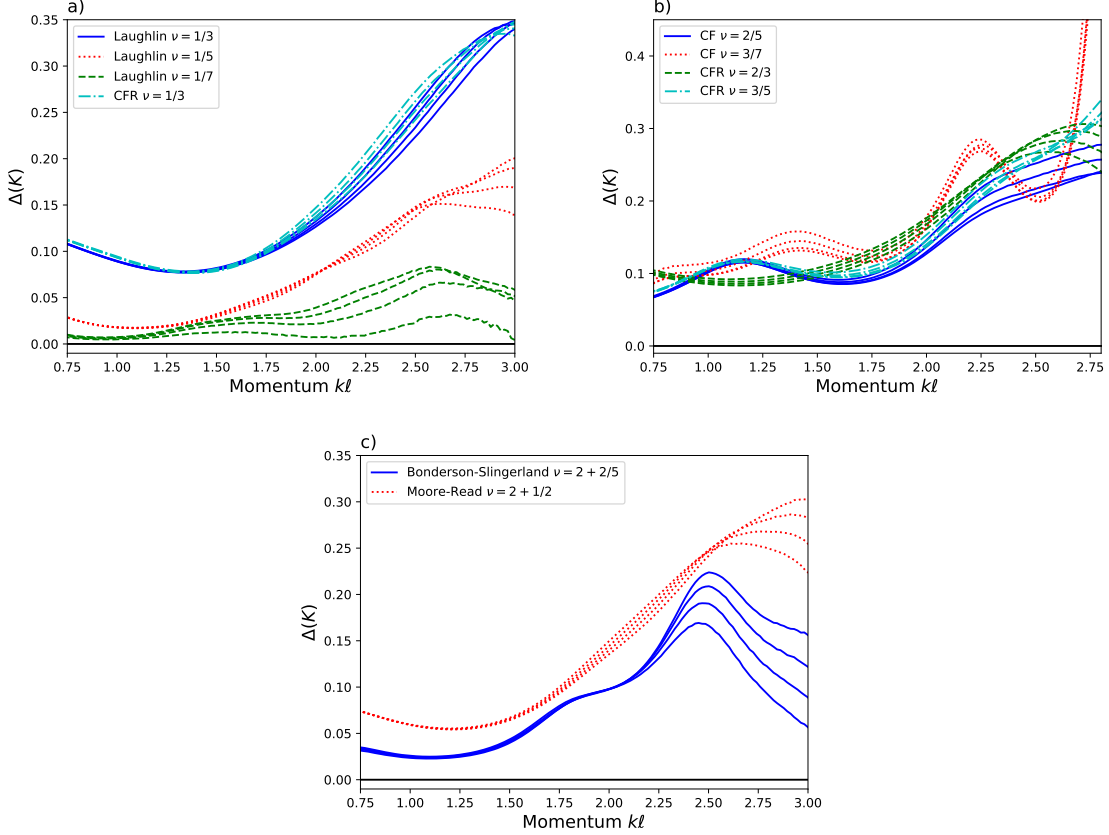 a)
Δ(K)
0.35
0.30
0.25
0.20
0.15
0.10
0.05
0.00
Laughlin ν = 1/3
Laughlin ν = 1/5
Laughlin ν = 1/7
CFR ν = 1/3
0.75 1.00 1.25 1.50 1.75 2.00 2.25 2.50 2.75 3.00
Momentum kℓ
b)
Δ(K)
0.4
0.3
0.2
0.1
0.0
CF ν = 2/5
CF ν = 3/7
CFR ν = 2/3
CFR ν = 3/5
0.75 1.00 1.25 1.50 1.75 2.00 2.25 2.50 2.75
Momentum kℓ
c)
Δ(K)
0.35
0.30
0.25
0.20
0.15
0.10
0.05
0.00
Bonderson-Slingerland ν = 2 + 2/5
Moore-Read ν = 2 + 1/2
0.75 1.00 1.25 1.50 1.75 2.00 2.25 2.50 2.75 3.00
Momentum kℓ